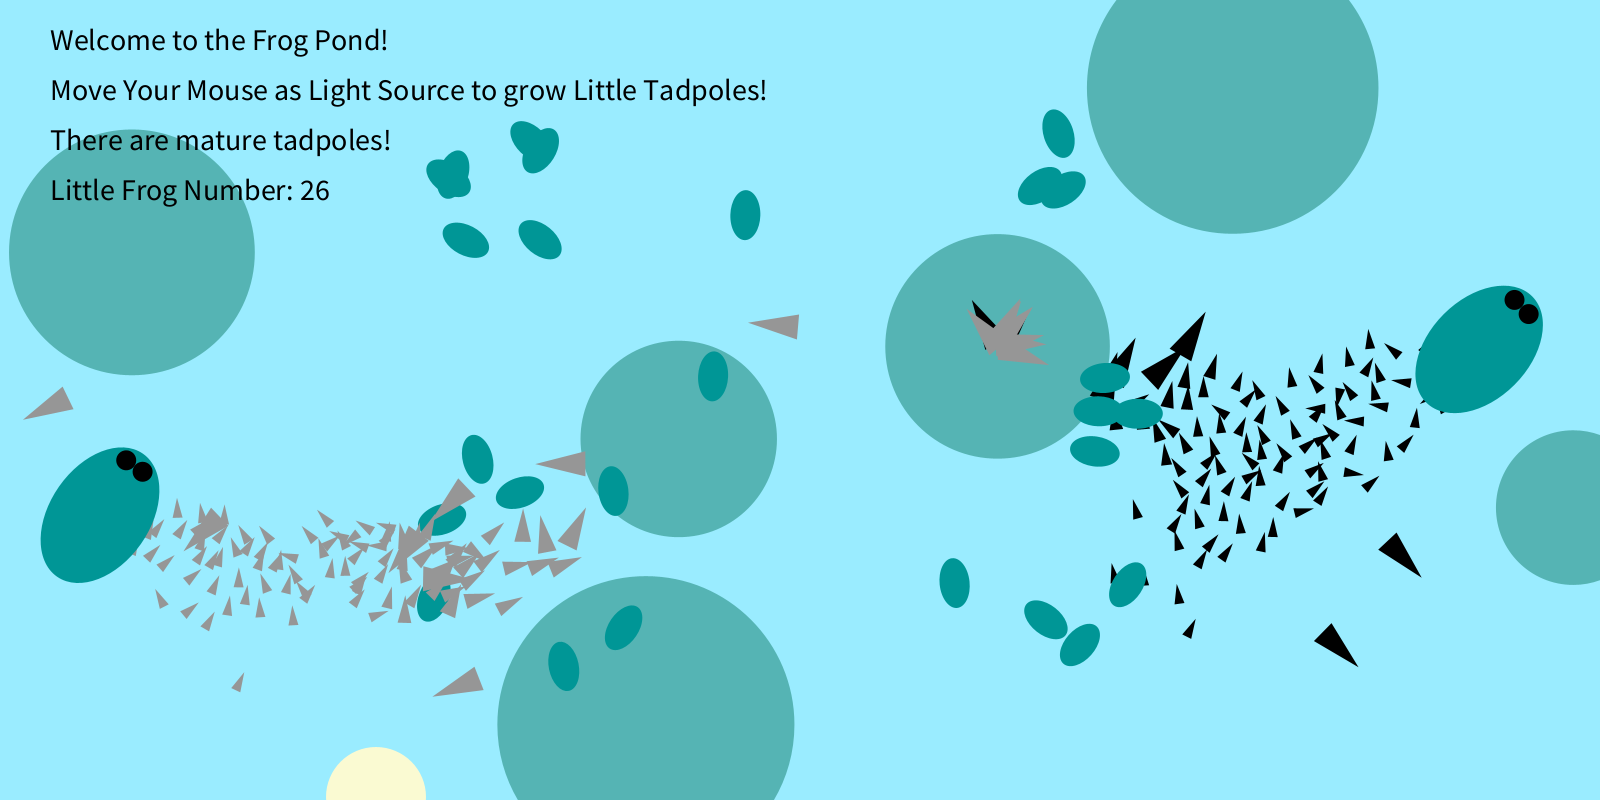 Welcome to the Frog Pond!
Move Your Mouse as Light Source to grow Little Tadpoles!
There are mature tadpoles!
Little Frog Number: 26